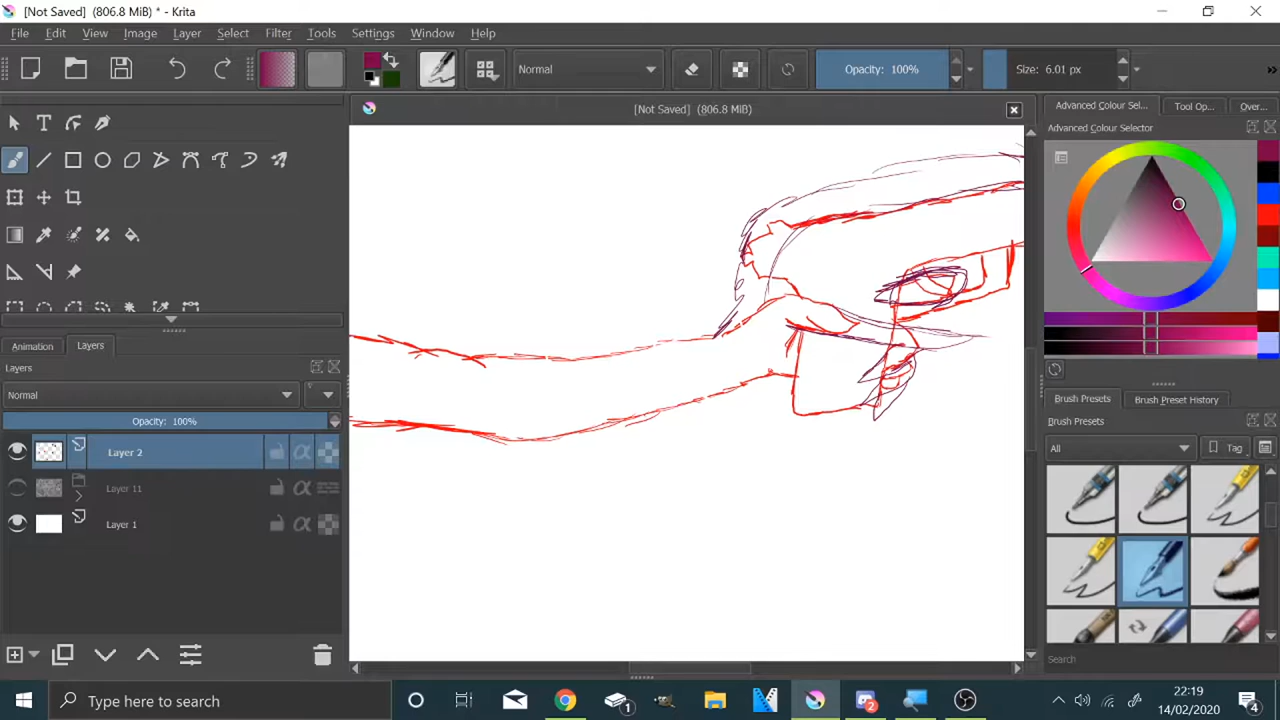 [Not Saved] (806.8 MiB) * - Krita
File Edit View Image Layer Select Filter Tools Settings Window Help
Normal Opacity: 100% Size: 6.01 px
[Not Saved] (806.8 MiB)
Advanced Colour Sel... Tool Op... Over...
Advanced Colour Selector
Animation Layers
Layers
Normal
Opacity: 100%
Layer 2
Layer 11
Layer 1
Brush Presets Brush Preset History
Brush Presets
All Tag
Search
Type here to search
1
2
22:19
14/02/2020
4